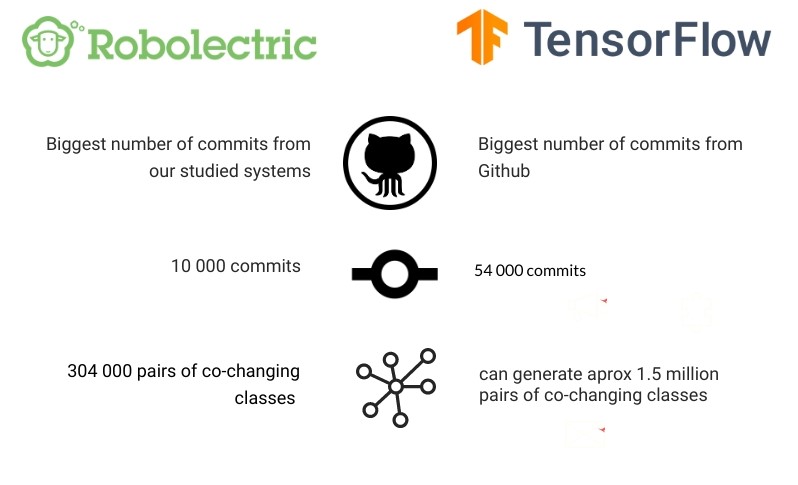 Robolectric
TensorFlow
Biggest number of commits from
our studied systems
Biggest number of commits from
Github
10 000 commits
54 000 commits
304 000 pairs of co-changing
classes
can generate aprox 1.5 million
pairs of co-changing classes